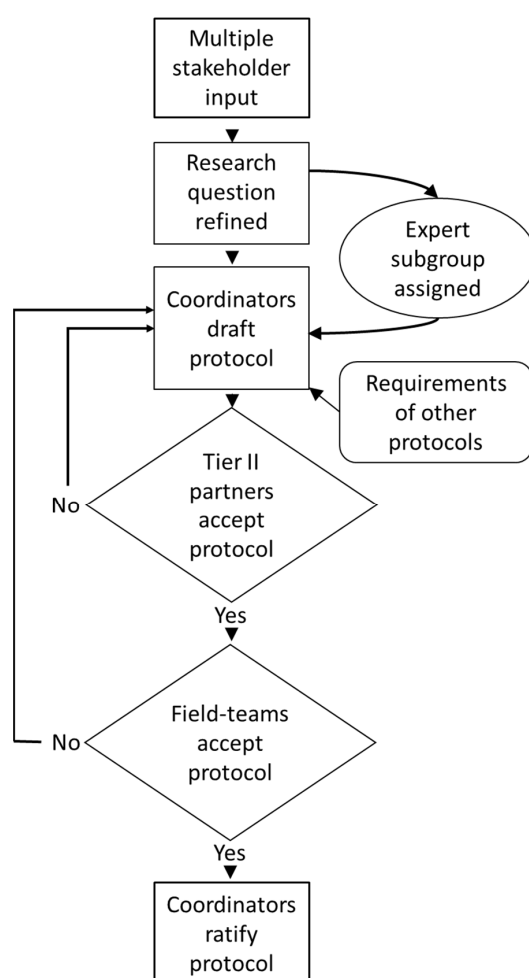 Multiple
stakeholder
input
Research
question
refined
Expert
subgroup
assigned
Coordinators
draft
protocol
Requirements
of other
protocols
Tier II
partners
accept
protocol
No
Yes
Field-teams
accept
protocol
No
Yes
Coordinators
ratify
protocol